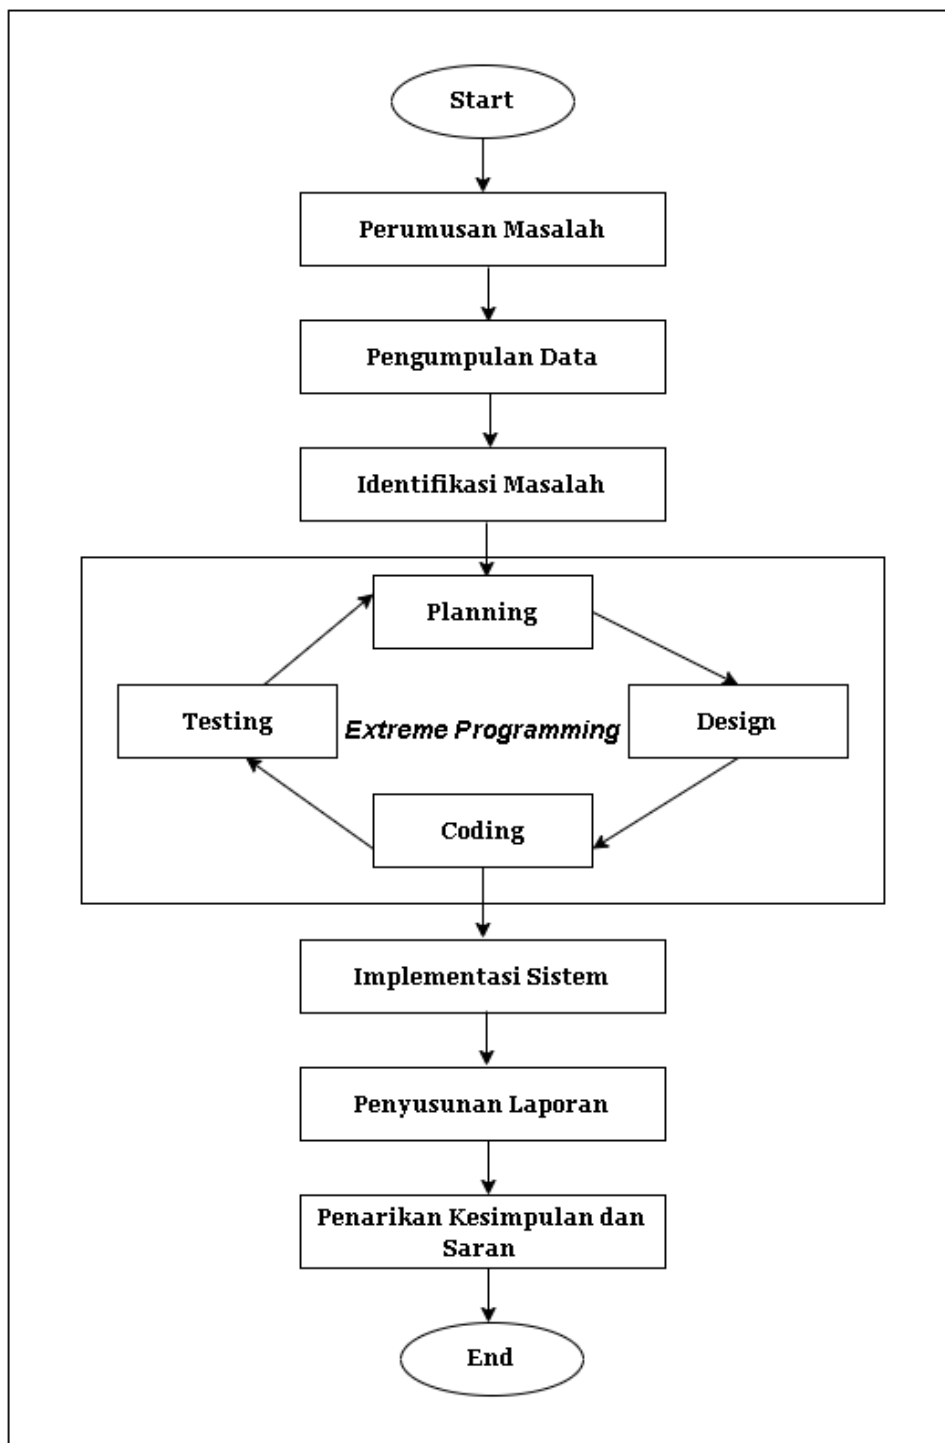 Start
Perumusan Masalah
Pengumpulan Data
Identifikasi Masalah
Planning
Testing
Extreme Programming
Design
Coding
Implementasi Sistem
Penyusunan Laporan
Penarikan Kesimpulan dan
Saran
End